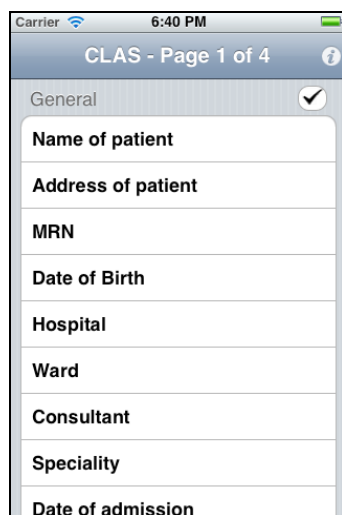 Carrier 6:40 PM
CLAS - Page 1 of 4
General
Name of patient
Address of patient
MRN
Date of Birth
Hospital
Ward
Consultant
Speciality
Date of admission